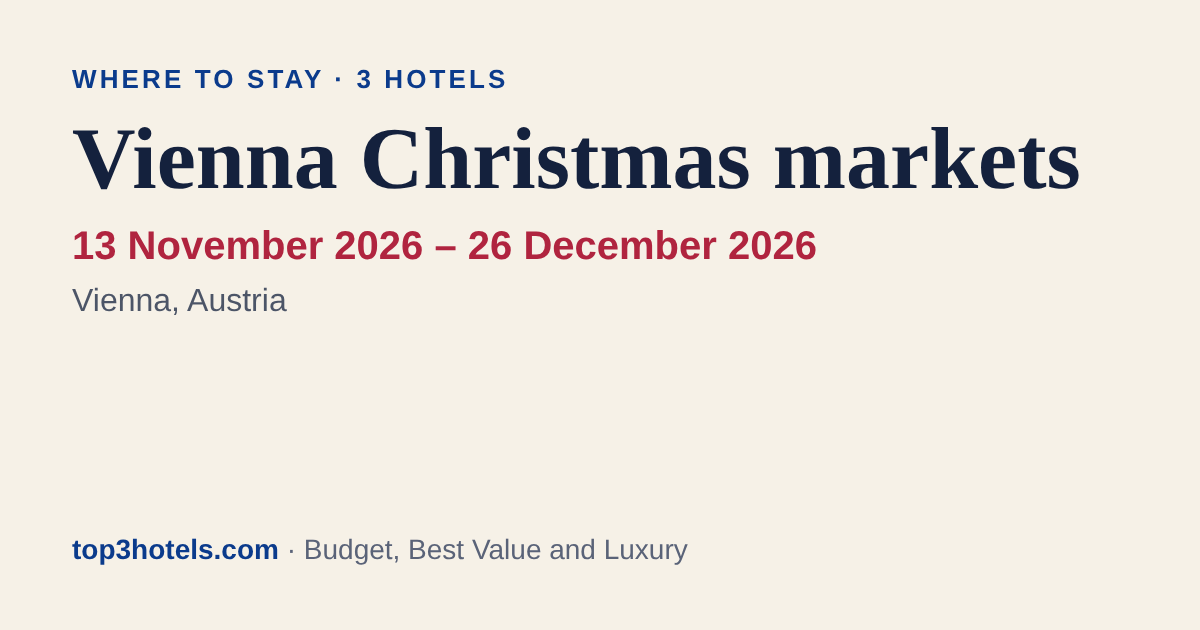 WHERE TO STAY · 3 HOTELS
Vienna Christmas markets
13 November 2026 – 26 December 2026
Vienna, Austria
top3hotels.com · Budget, Best Value and Luxury